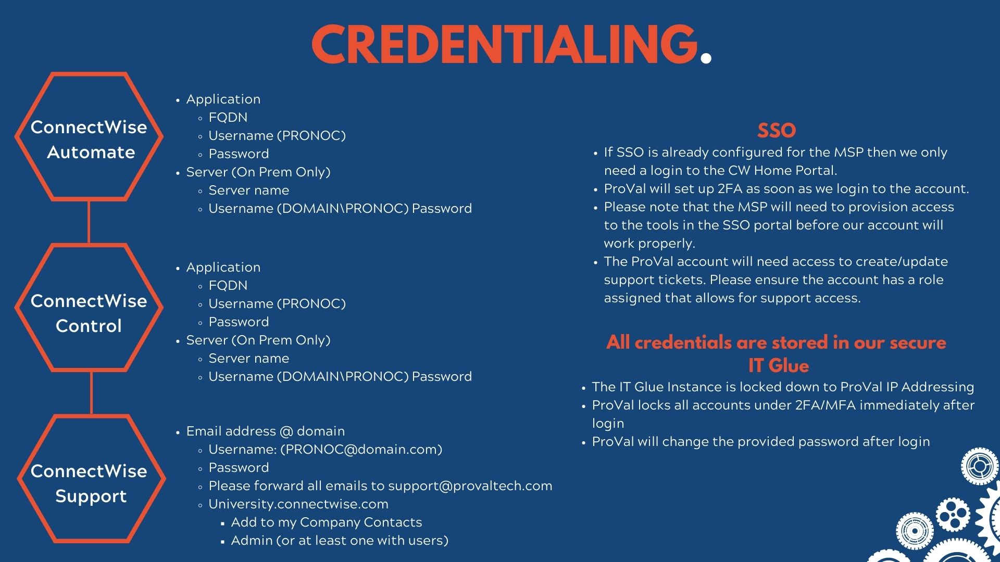 CREDENTIALING.
ConnectWise
Automate
• Application
◦ FQDN
◦ Username (PRONOC)
◦ Password
• Server (On Prem Only)
◦ Server name
◦ Username (DOMAIN\PRONOC) Password
ConnectWise
Control
• Application
◦ FQDN
◦ Username (PRONOC)
◦ Password
• Server (On Prem Only)
◦ Server name
◦ Username (DOMAIN\PRONOC) Password
ConnectWise
Support
• Email address @ domain
◦ Username: (PRONOC@domain.com)
◦ Password
◦ Please forward all emails to support@provaltech.com
◦ University.connectwise.com
▪ Add to my Company Contacts
▪ Admin (or at least one with users)
SSO
• If SSO is already configured for the MSP then we only
need a login to the CW Home Portal.
• ProVal will set up 2FA as soon as we login to the account.
• Please note that the MSP will need to provision access
to the tools in the SSO portal before our account will
work properly.
• The ProVal account will need access to create/update
support tickets. Please ensure the account has a role
assigned that allows for support access.
All credentials are stored in our secure
IT Glue
• The IT Glue Instance is locked down to ProVal IP Addressing
• ProVal locks all accounts under 2FA/MFA immediately after
login
• ProVal will change the provided password after login